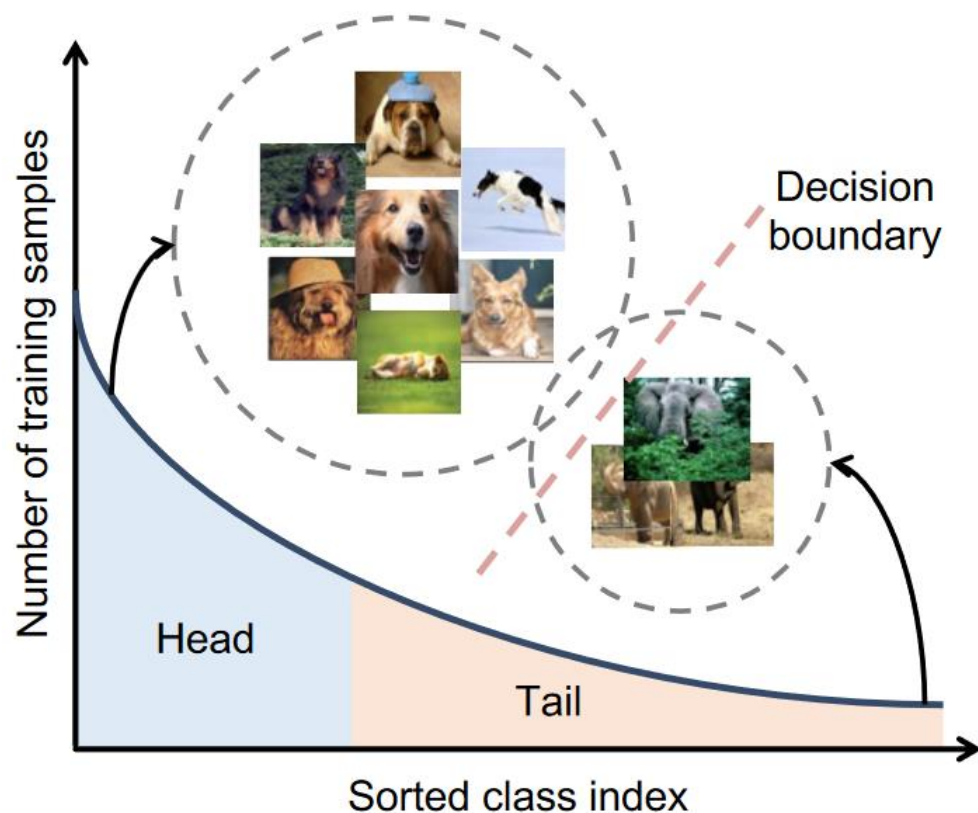 Number of training samples
Decision
boundary
Head
Tail
Sorted class index